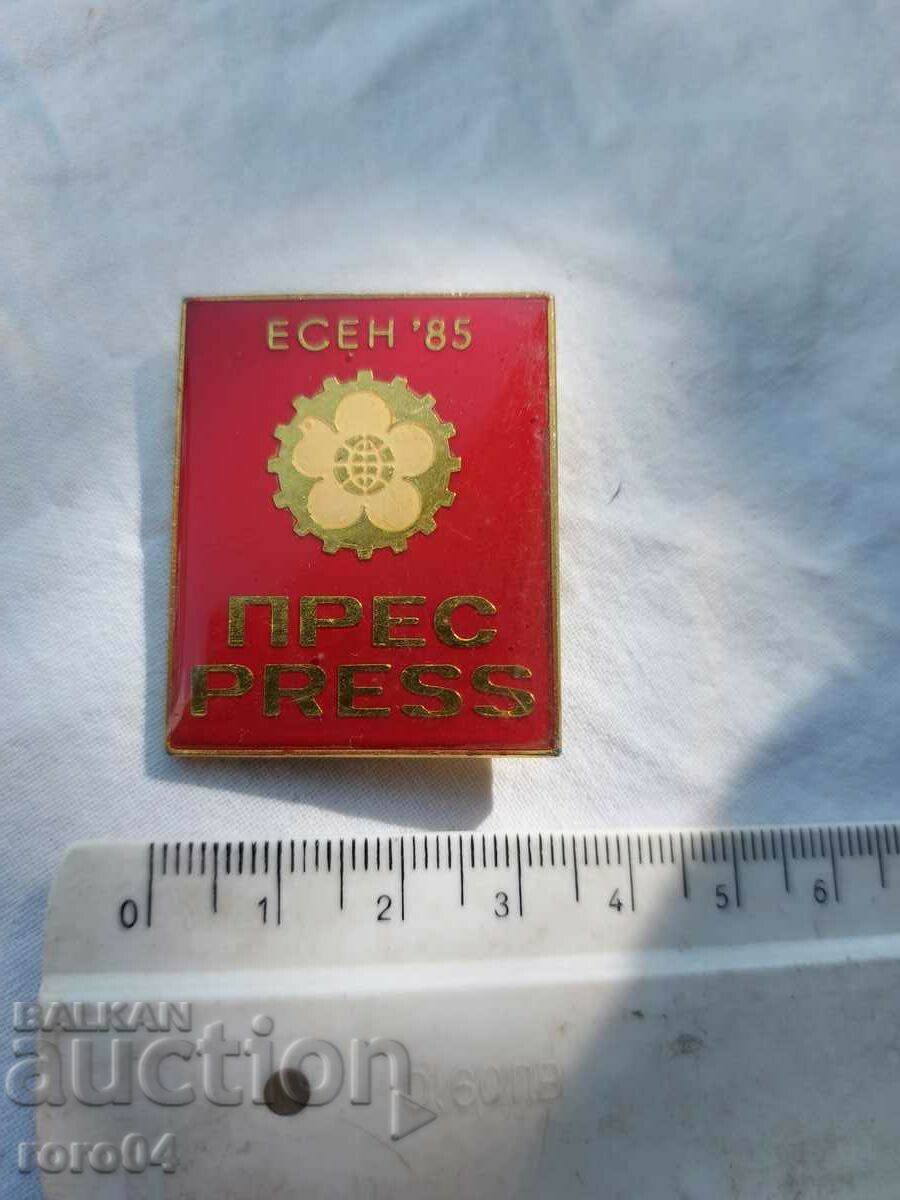 ЕСЕН '85
ПРЕС
PRESS
0 1 2 3 4 5 6
BALKAN
auction
roro04